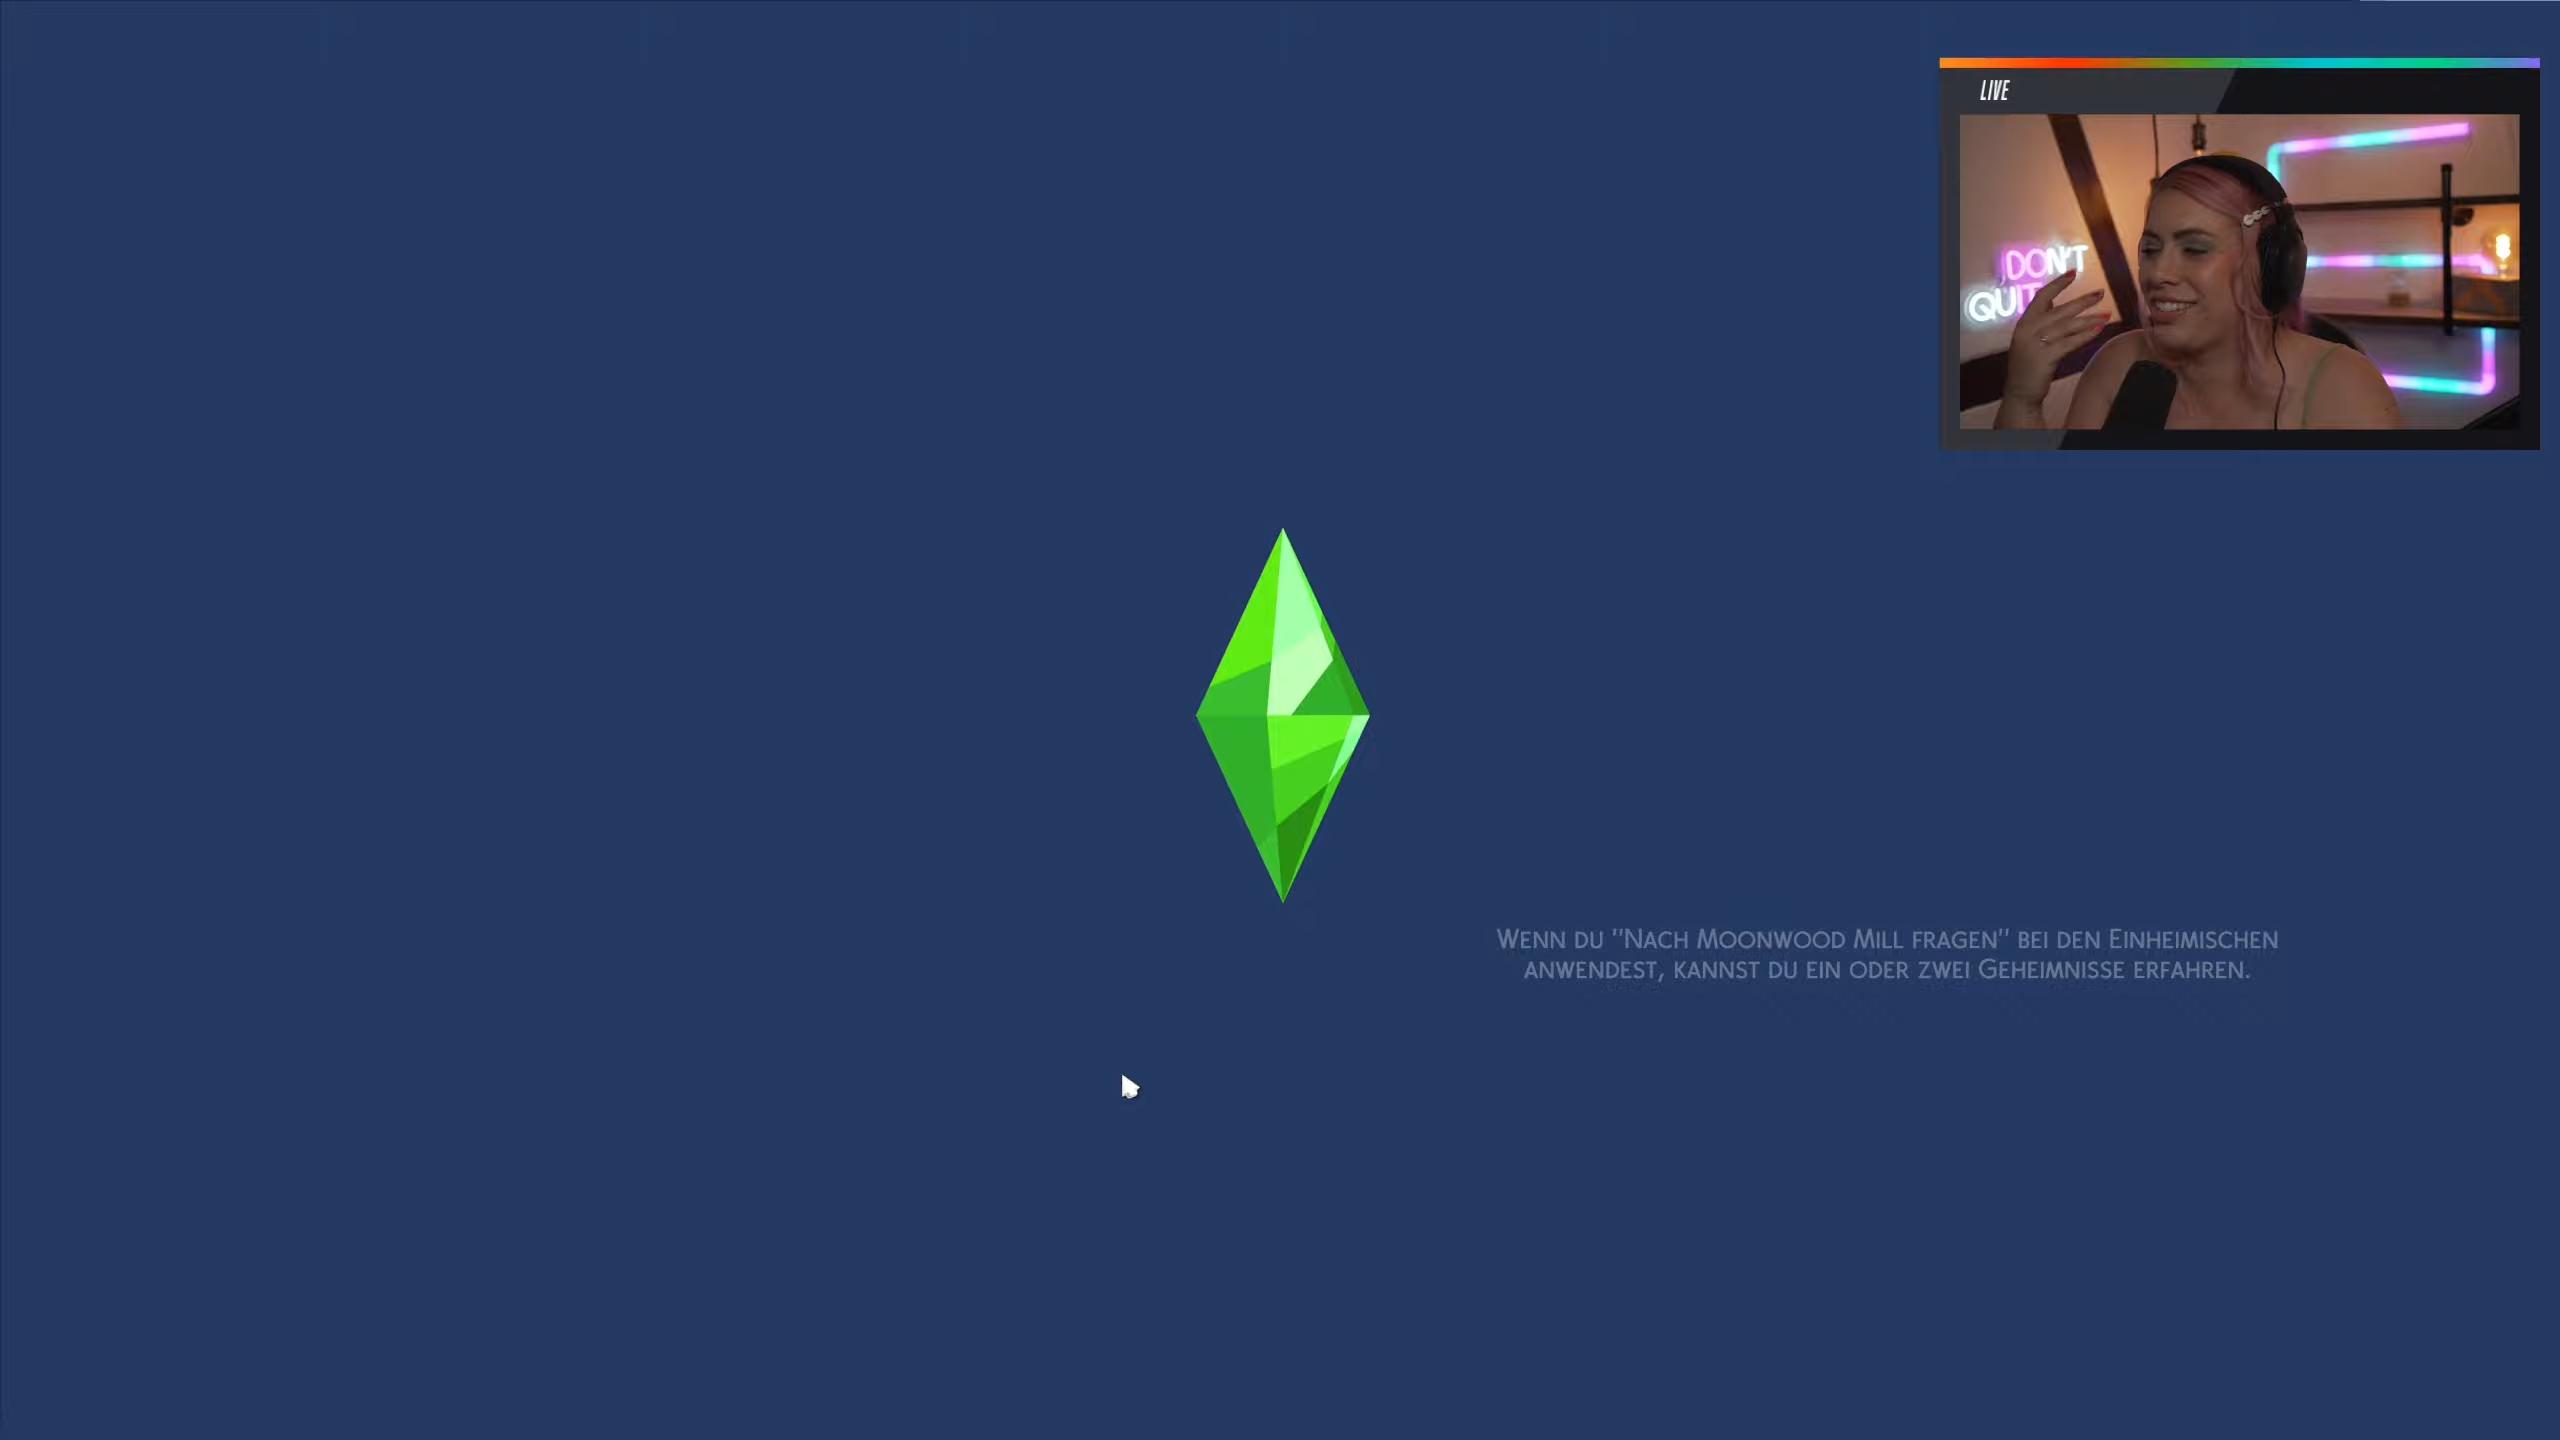 LIVE
DON'T
QUIT
WENN DU "NACH MOONWOOD MILL FRAGEN" BEI DEN EINHEIMISCHEN
ANWENDEST, KANNST DU EIN ODER ZWEI GEHEIMNISSE ERFAHREN.